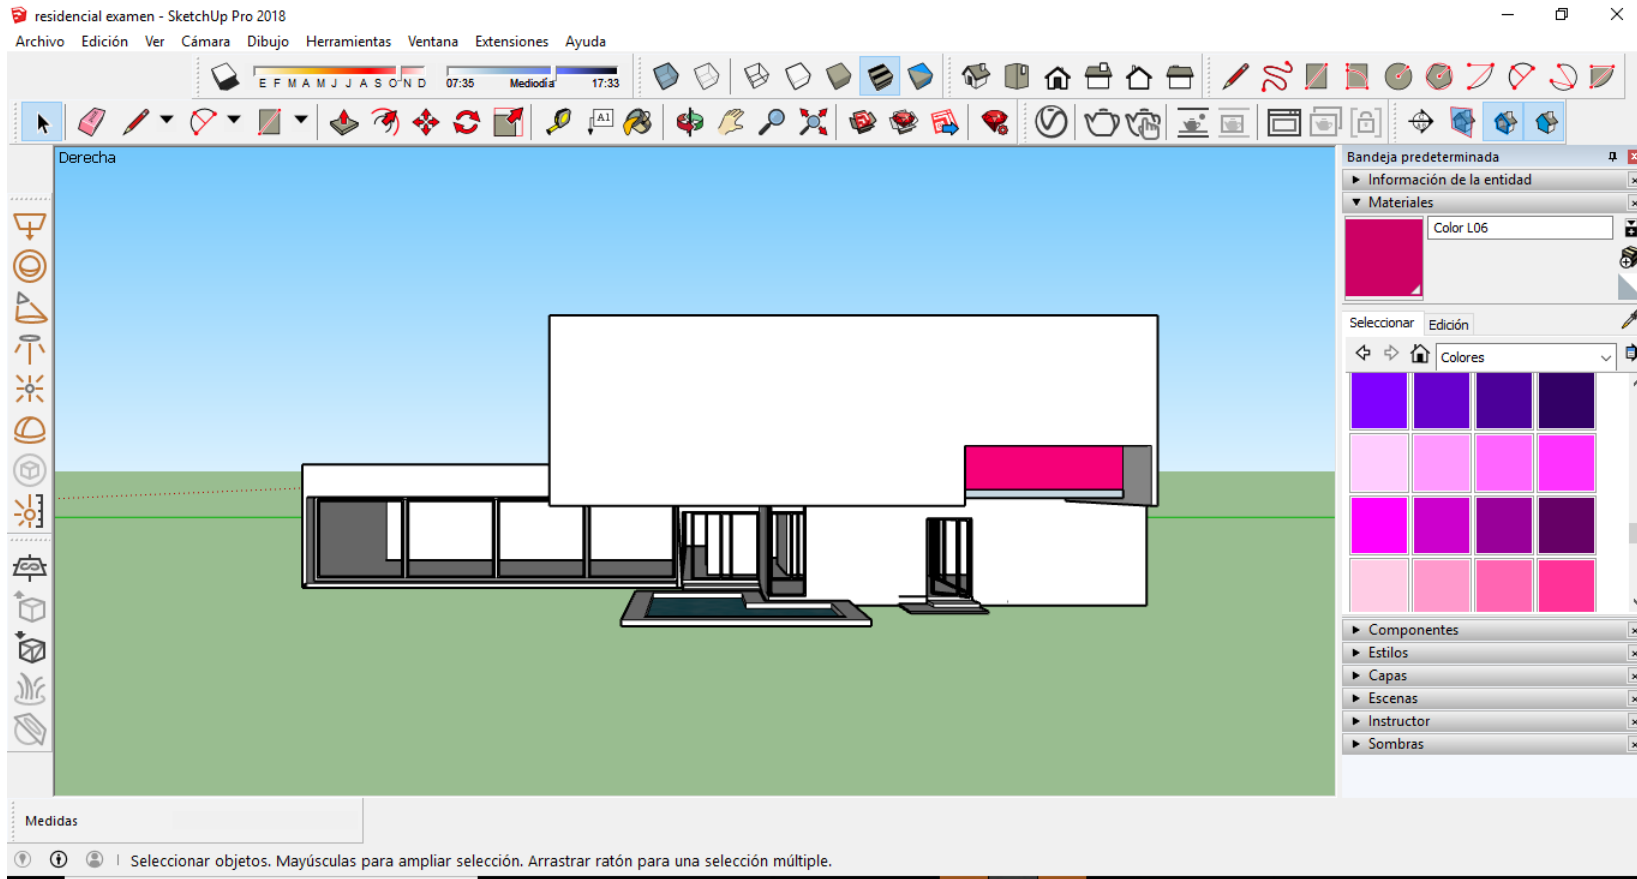 residencial examen - SketchUp Pro 2018
Archivo Edición Ver Cámara Dibujo Herramientas Ventana Extensiones Ayuda
E F M A M J J A S O N D 07:35 Mediodía 17:33
A1
Derecha
Bandeja predeterminada
Información de la entidad
Materiales
Color L06
Seleccionar Edición
Colores
Componentes
Estilos
Capas
Escenas
Instructor
Sombras
Medidas
Seleccionar objetos. Mayúsculas para ampliar selección. Arrastrar ratón para una selección múltiple.